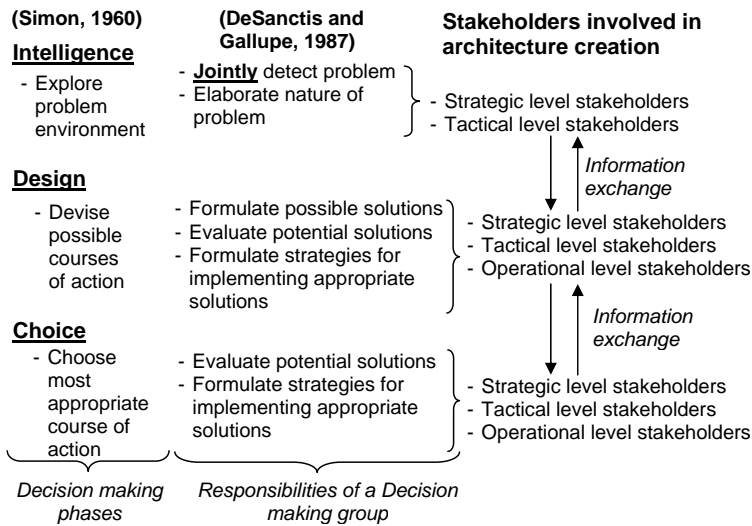 (Simon, 1960)
(DeSanctis and
Gallupe, 1987)
Stakeholders involved in
architecture creation
Intelligence
- Explore
problem
environment
- Jointly detect problem
- Elaborate nature of
problem
- Strategic level stakeholders
- Tactical level stakeholders
Information
exchange
Design
- Devise
possible
courses
of action
- Formulate possible solutions
- Evaluate potential solutions
- Formulate strategies for
implementing appropriate
solutions
- Strategic level stakeholders
- Tactical level stakeholders
- Operational level stakeholders
Information
exchange
Choice
- Choose
most
appropriate
course of
action
- Evaluate potential solutions
- Formulate strategies for
implementing appropriate
solutions
- Strategic level stakeholders
- Tactical level stakeholders
- Operational level stakeholders
Decision making
phases
Responsibilities of a Decision
making group